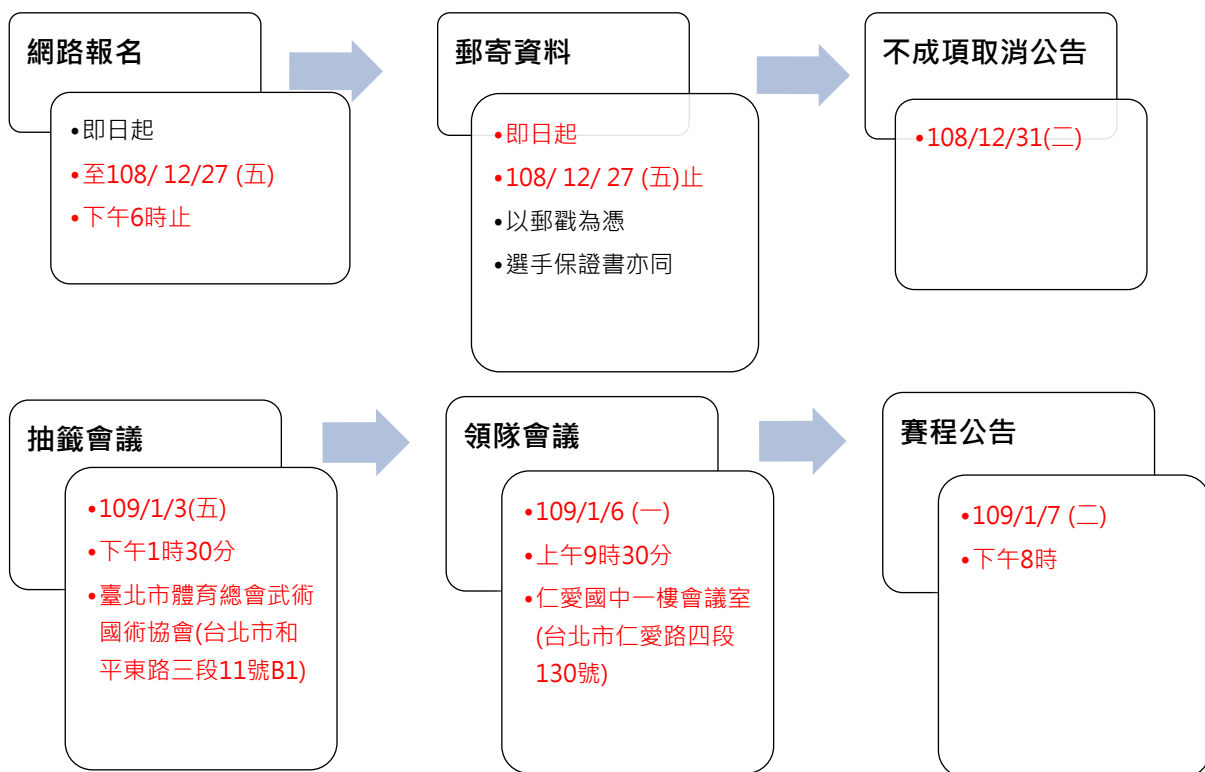 網路報名
•即日起
•至108/ 12/27 (五)
•下午6時止
郵寄資料
•即日起
•108/ 12/ 27 (五)止
•以郵戳為憑
•選手保證書亦同
不成項取消公告
•108/12/31(二)
抽籤會議
•109/1/3(五)
•下午1時30分
•臺北市體育總會武術
國術協會(台北市和
平東路三段11號B1)
領隊會議
•109/1/6 (一)
•上午9時30分
•仁愛國中一樓會議室
(台北市仁愛路四段
130號)
賽程公告
•109/1/7 (二)
•下午8時